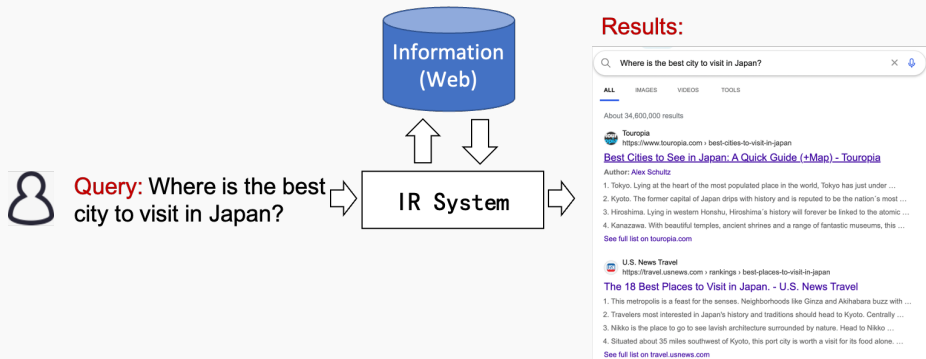 Information
(Web)
Query: Where is the best
city to visit in Japan?
IR System
Results:
Where is the best city to visit in Japan?
ALL IMAGES VIDEOS TOOLS
About 34,600,000 results
Touropia
https://www.touropia.com › best-cities-to-visit-in-japan
Best Cities to See in Japan: A Quick Guide (+Map) - Touropia
Author: Alex Schultz
1. Tokyo. Lying at the heart of the most populated place in the world, Tokyo has just under ...
2. Kyoto. The former capital of Japan drips with history and is reputed to be the nation´s most ...
3. Hiroshima. Lying in western Honshu, Hiroshima´s history will forever be linked to the atomic ...
4. Kanazawa. With beautiful temples, ancient shrines and a range of fantastic museums, this ...
See full list on touropia.com
U.S. News Travel
https://travel.usnews.com › rankings › best-places-to-visit-in-japan
The 18 Best Places to Visit in Japan. - U.S. News Travel
1. This metropolis is a feast for the senses. Neighborhoods like Ginza and Akihabara buzz with ...
2. Travelers most interested in Japan's history and traditions should head to Kyoto. Centrally ...
3. Nikko is the place to go to see lavish architecture surrounded by nature. Head to Nikko ...
4. Situated about 35 miles southwest of Kyoto, this port city is worth a visit for its food alone. ...
See full list on travel.usnews.com